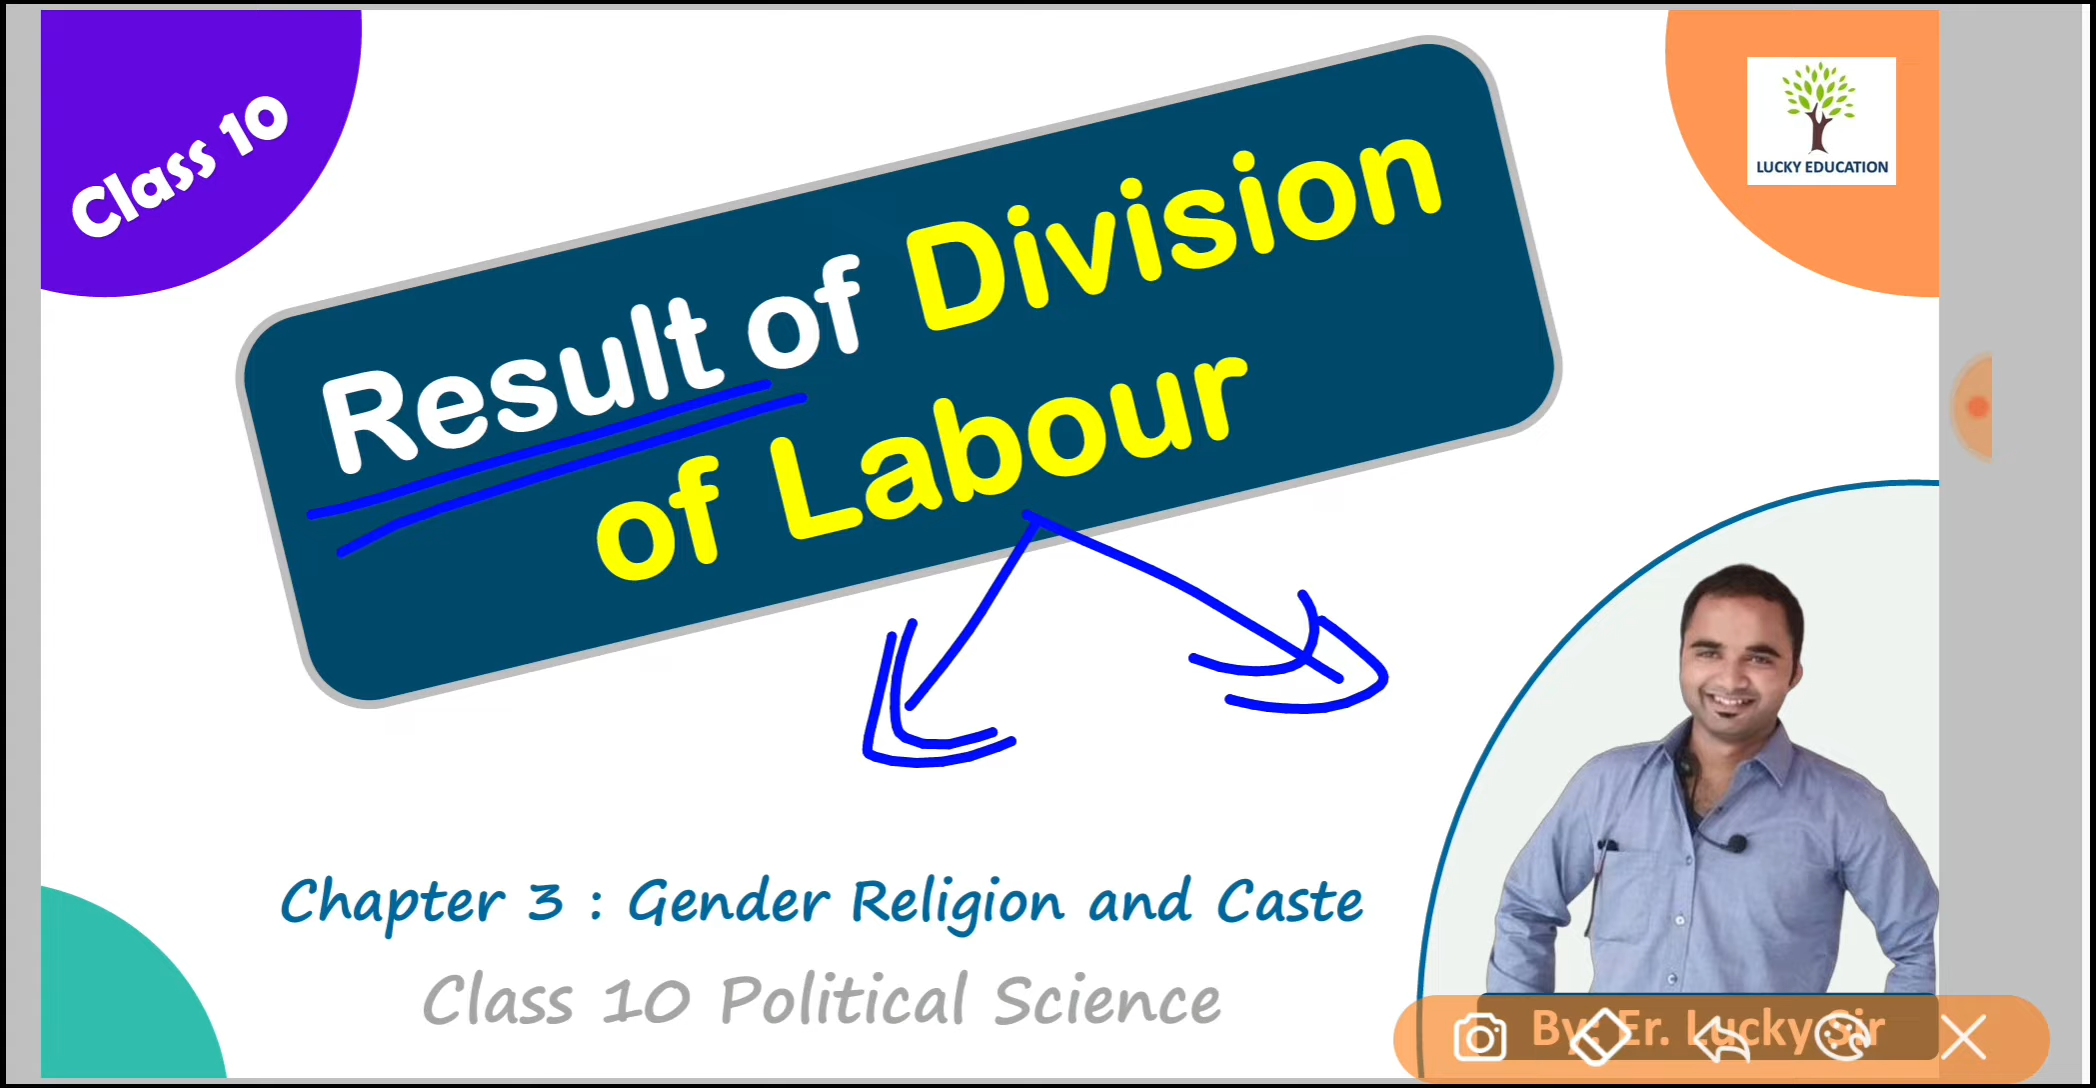 Class 10
LUCKY EDUCATION
Result of Division
of Labour
Chapter 3 : Gender Religion and Caste
Class 10 Political Science
By: Er. Lucky Sir